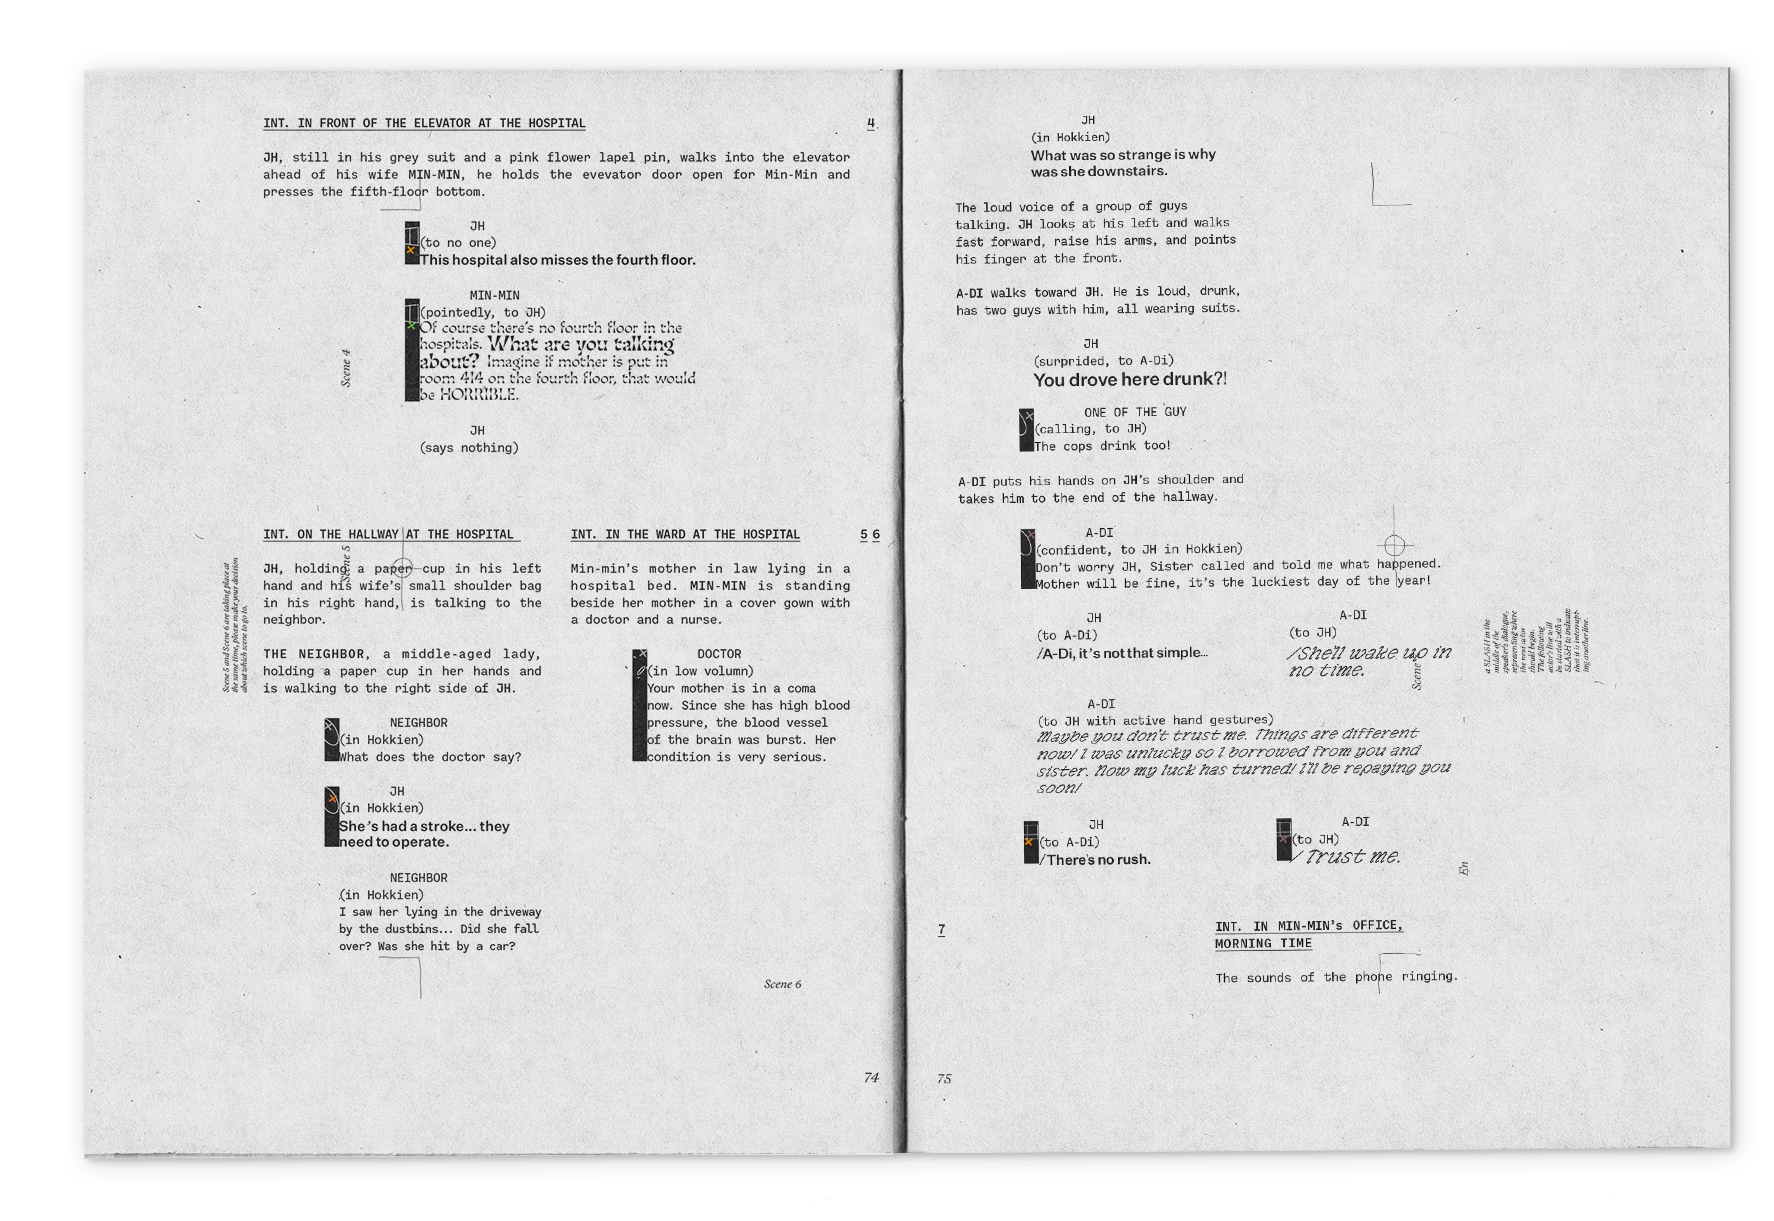 INT. IN FRONT OF THE ELEVATOR AT THE HOSPITAL
4
JH, still in his grey suit and a pink flower lapel pin, walks into the elevator
ahead of his wife MIN-MIN, he holds the evevator door open for Min-Min and
presses the fifth-floor bottom.
JH
(to no one)
This hospital also misses the fourth floor.
MIN-MIN
(pointedly, to JH)
Of course there's no fourth floor in the
hospitals. What are you talking
about? Imagine if mother is put in
room 414 on the fourth floor, that would
be HORRIBLE.
Scene 4
JH
(says nothing)
INT. ON THE HALLWAY AT THE HOSPITAL
JH, holding a paper cup in his left
hand and his wife's small shoulder bag
in his right hand, is talking to the
neighbor.
THE NEIGHBOR, a middle-aged lady,
holding a paper cup in her hands and
is walking to the right side of JH.
Scene 5
Scene 5 and Scene 6 are taking place at
the same time, please make your decision
about which scene to go to.
NEIGHBOR
(in Hokkien)
What does the doctor say?
JH
(in Hokkien)
She's had a stroke... they
need to operate.
NEIGHBOR
(in Hokkien)
I saw her lying in the driveway
by the dustbins... Did she fall
over? Was she hit by a car?
INT. IN THE WARD AT THE HOSPITAL
5 6
Min-min's mother in law lying in a
hospital bed. MIN-MIN is standing
beside her mother in a cover gown with
a doctor and a nurse.
DOCTOR
(in low volumn)
Your mother is in a coma
now. Since she has high blood
pressure, the blood vessel
of the brain was burst. Her
condition is very serious.
Scene 6
74
JH
(in Hokkien)
What was so strange is why
was she downstairs.
The loud voice of a group of guys
talking. JH looks at his left and walks
fast forward, raise his arms, and points
his finger at the front.
A-DI walks toward JH. He is loud, drunk,
has two guys with him, all wearing suits.
JH
(surprided, to A-Di)
You drove here drunk?!
ONE OF THE GUY
(calling, to JH)
The cops drink too!
A-DI puts his hands on JH's shoulder and
takes him to the end of the hallway.
A-DI
(confident, to JH in Hokkien)
Don't worry JH, Sister called and told me what happened.
Mother will be fine, it's the luckiest day of the year!
JH
(to A-Di)
/A-Di, it's not that simple...
A-DI
(to JH)
/She'll wake up in
no time.
Scene
a SLASH in the
middle of the
speaker's dialogue,
representing where
the next actor
should begin.
The following
actor's line will
be started with a
SLASH to indicate
that it is interrupt-
ing another line.
A-DI
(to JH with active hand gestures)
Maybe you don't trust me. Things are different
now! I was unlucky so I borrowed from you and
sister. Now my luck has turned! I'll be repaying you
soon!
JH
(to A-Di)
/There's no rush.
A-DI
(to JH)
/ Trust me.
En
7
INT. IN MIN-MIN's OFFICE,
MORNING TIME
The sounds of the phone ringing.
75